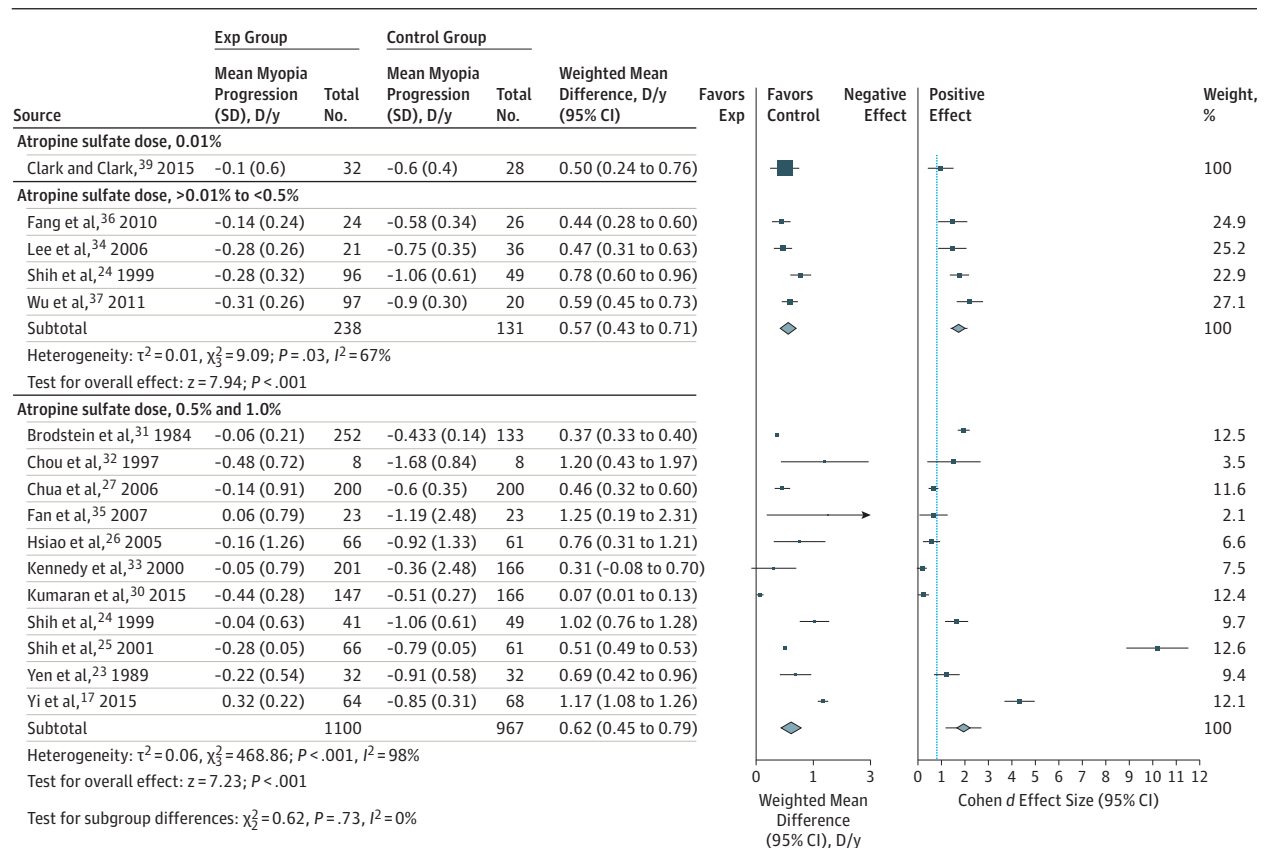 Exp Group Control Group
Source Mean Myopia Progression (SD), D/y Total No. Mean Myopia Progression (SD), D/y Total No. Weighted Mean Difference, D/y (95% CI) Favors Exp Favors Control Negative Effect Positive Effect Weight, %
Atropine sulfate dose, 0.01%
Clark and Clark,39 2015 -0.1 (0.6) 32 -0.6 (0.4) 28 0.50 (0.24 to 0.76) 100
Atropine sulfate dose, >0.01% to <0.5%
Fang et al,36 2010 -0.14 (0.24) 24 -0.58 (0.34) 26 0.44 (0.28 to 0.60) 24.9
Lee et al,34 2006 -0.28 (0.26) 21 -0.75 (0.35) 36 0.47 (0.31 to 0.63) 25.2
Shih et al,24 1999 -0.28 (0.32) 96 -1.06 (0.61) 49 0.78 (0.60 to 0.96) 22.9
Wu et al,37 2011 -0.31 (0.26) 97 -0.9 (0.30) 20 0.59 (0.45 to 0.73) 27.1
Subtotal 238 131 0.57 (0.43 to 0.71) 100
Heterogeneity: τ2=0.01, χ23=9.09; P=.03, I2=67%
Test for overall effect: z=7.94; P<.001
Atropine sulfate dose, 0.5% and 1.0%
Brodstein et al,31 1984 -0.06 (0.21) 252 -0.433 (0.14) 133 0.37 (0.33 to 0.40) 12.5
Chou et al,32 1997 -0.48 (0.72) 8 -1.68 (0.84) 8 1.20 (0.43 to 1.97) 3.5
Chua et al,27 2006 -0.14 (0.91) 200 -0.6 (0.35) 200 0.46 (0.32 to 0.60) 11.6
Fan et al,35 2007 0.06 (0.79) 23 -1.19 (2.48) 23 1.25 (0.19 to 2.31) 2.1
Hsiao et al,26 2005 -0.16 (1.26) 66 -0.92 (1.33) 61 0.76 (0.31 to 1.21) 6.6
Kennedy et al,33 2000 -0.05 (0.79) 201 -0.36 (2.48) 166 0.31 (-0.08 to 0.70) 7.5
Kumaran et al,30 2015 -0.44 (0.28) 147 -0.51 (0.27) 166 0.07 (0.01 to 0.13) 12.4
Shih et al,24 1999 -0.04 (0.63) 41 -1.06 (0.61) 49 1.02 (0.76 to 1.28) 9.7
Shih et al,25 2001 -0.28 (0.05) 66 -0.79 (0.05) 61 0.51 (0.49 to 0.53) 12.6
Yen et al,23 1989 -0.22 (0.54) 32 -0.91 (0.58) 32 0.69 (0.42 to 0.96) 9.4
Yi et al,17 2015 0.32 (0.22) 64 -0.85 (0.31) 68 1.17 (1.08 to 1.26) 12.1
Subtotal 1100 967 0.62 (0.45 to 0.79) 100
Heterogeneity: τ2=0.06, χ23=468.86; P<.001, I2=98%
Test for overall effect: z=7.23; P<.001
Test for subgroup differences: χ22=0.62, P=.73, I2=0%
0 1 3
Weighted Mean
Difference
(95% CI), D/y
0 1 2 3 4 5 6 7 8 9 10 11 12
Cohen d Effect Size (95% CI)